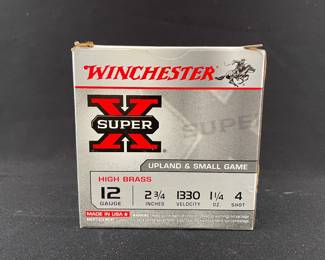 WINCHESTER
X
SUPER
SUPE
UPLAND & SMALL GAME
HIGH BRASS
12 2 3/4 1330 1 1/4 4
GAUGE INCHES VELOCITY OZ. SHOT
MADE IN USA